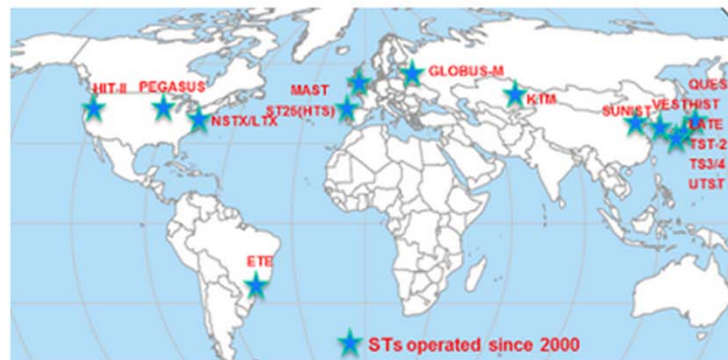 HIT-II
PEGASUS
NSTX/LTX
MAST
ST25(HTS)
GLOBUS-M
KTM
SUNIST
VEST
HIST
QUES
LATE
TST-2
TS3/4
UTST
ETE
STs operated since 2000